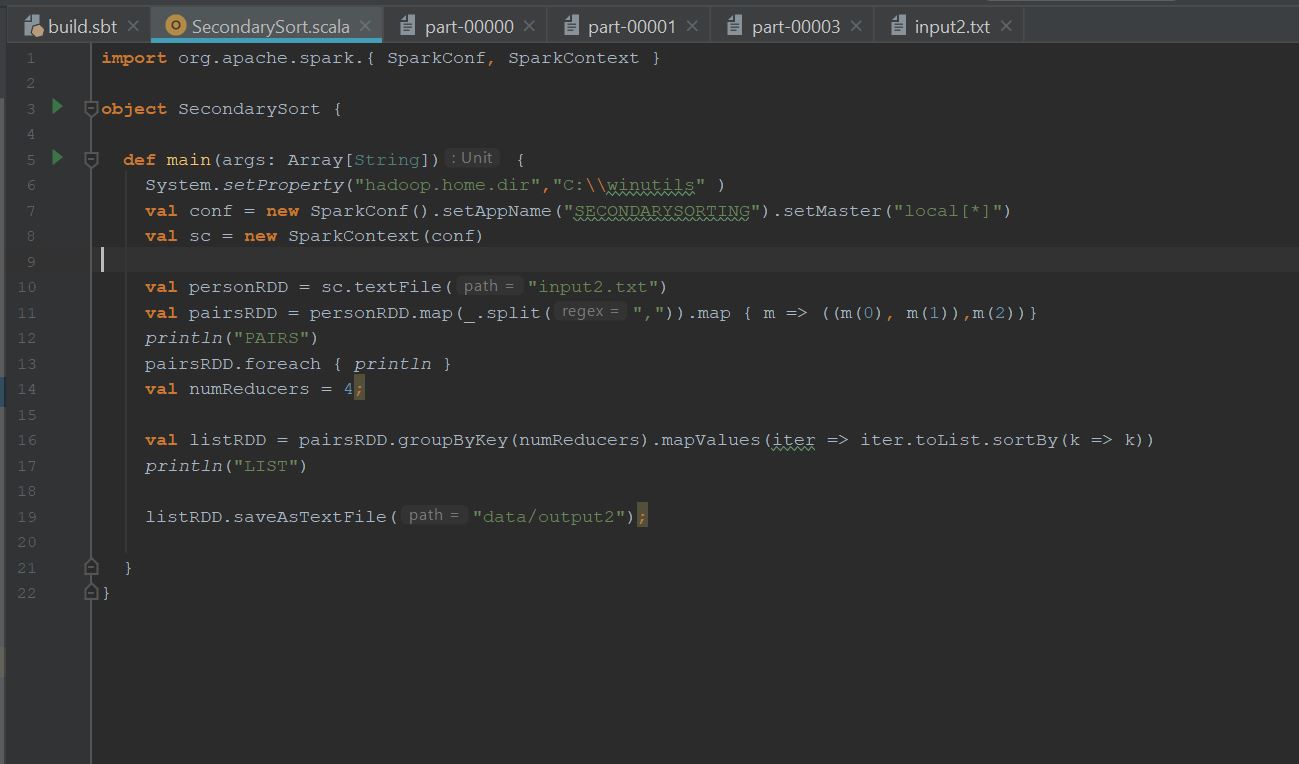 build.sbt SecondarySort.scala part-00000 part-00001 part-00003 input2.txt
1 import org.apache.spark.{ SparkConf, SparkContext }
2
3 object SecondarySort {
4
5 def main(args: Array[String]) : Unit {
6 System.setProperty("hadoop.home.dir","C:\\winutils" )
7 val conf = new SparkConf().setAppName("SECONDARYSORTING").setMaster("local[*]")
8 val sc = new SparkContext(conf)
9
10 val personRDD = sc.textFile( path = "input2.txt")
11 val pairsRDD = personRDD.map(_.split( regex = ",")).map { m => ((m(0), m(1)),m(2))}
12 println("PAIRS")
13 pairsRDD.foreach { println }
14 val numReducers = 4;
15
16 val listRDD = pairsRDD.groupByKey(numReducers).mapValues(iter => iter.toList.sortBy(k => k))
17 println("LIST")
18
19 listRDD.saveAsTextFile( path = "data/output2");
20
21 }
22 }